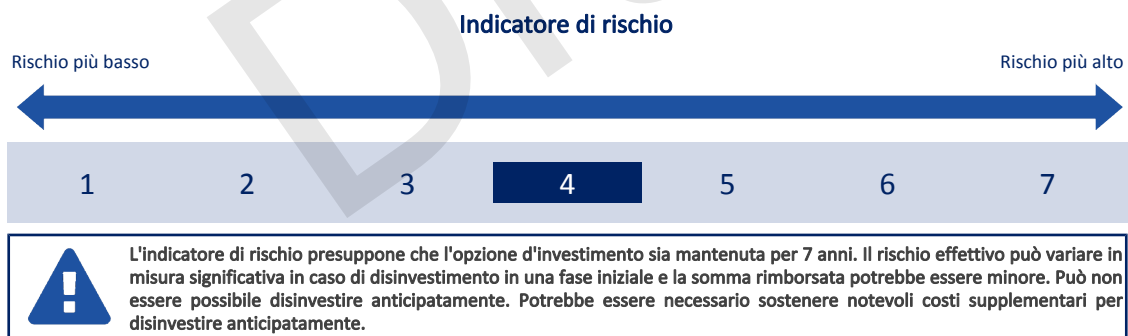 Indicatore di rischio
Rischio più basso
Rischio più alto
1 2 3 4 5 6 7
L'indicatore di rischio presuppone che l'opzione d'investimento sia mantenuta per 7 anni. Il rischio effettivo può variare in
misura significativa in caso di disinvestimento in una fase iniziale e la somma rimborsata potrebbe essere minore. Può non
essere possibile disinvestire anticipatamente. Potrebbe essere necessario sostenere notevoli costi supplementari per
disinvestire anticipatamente.